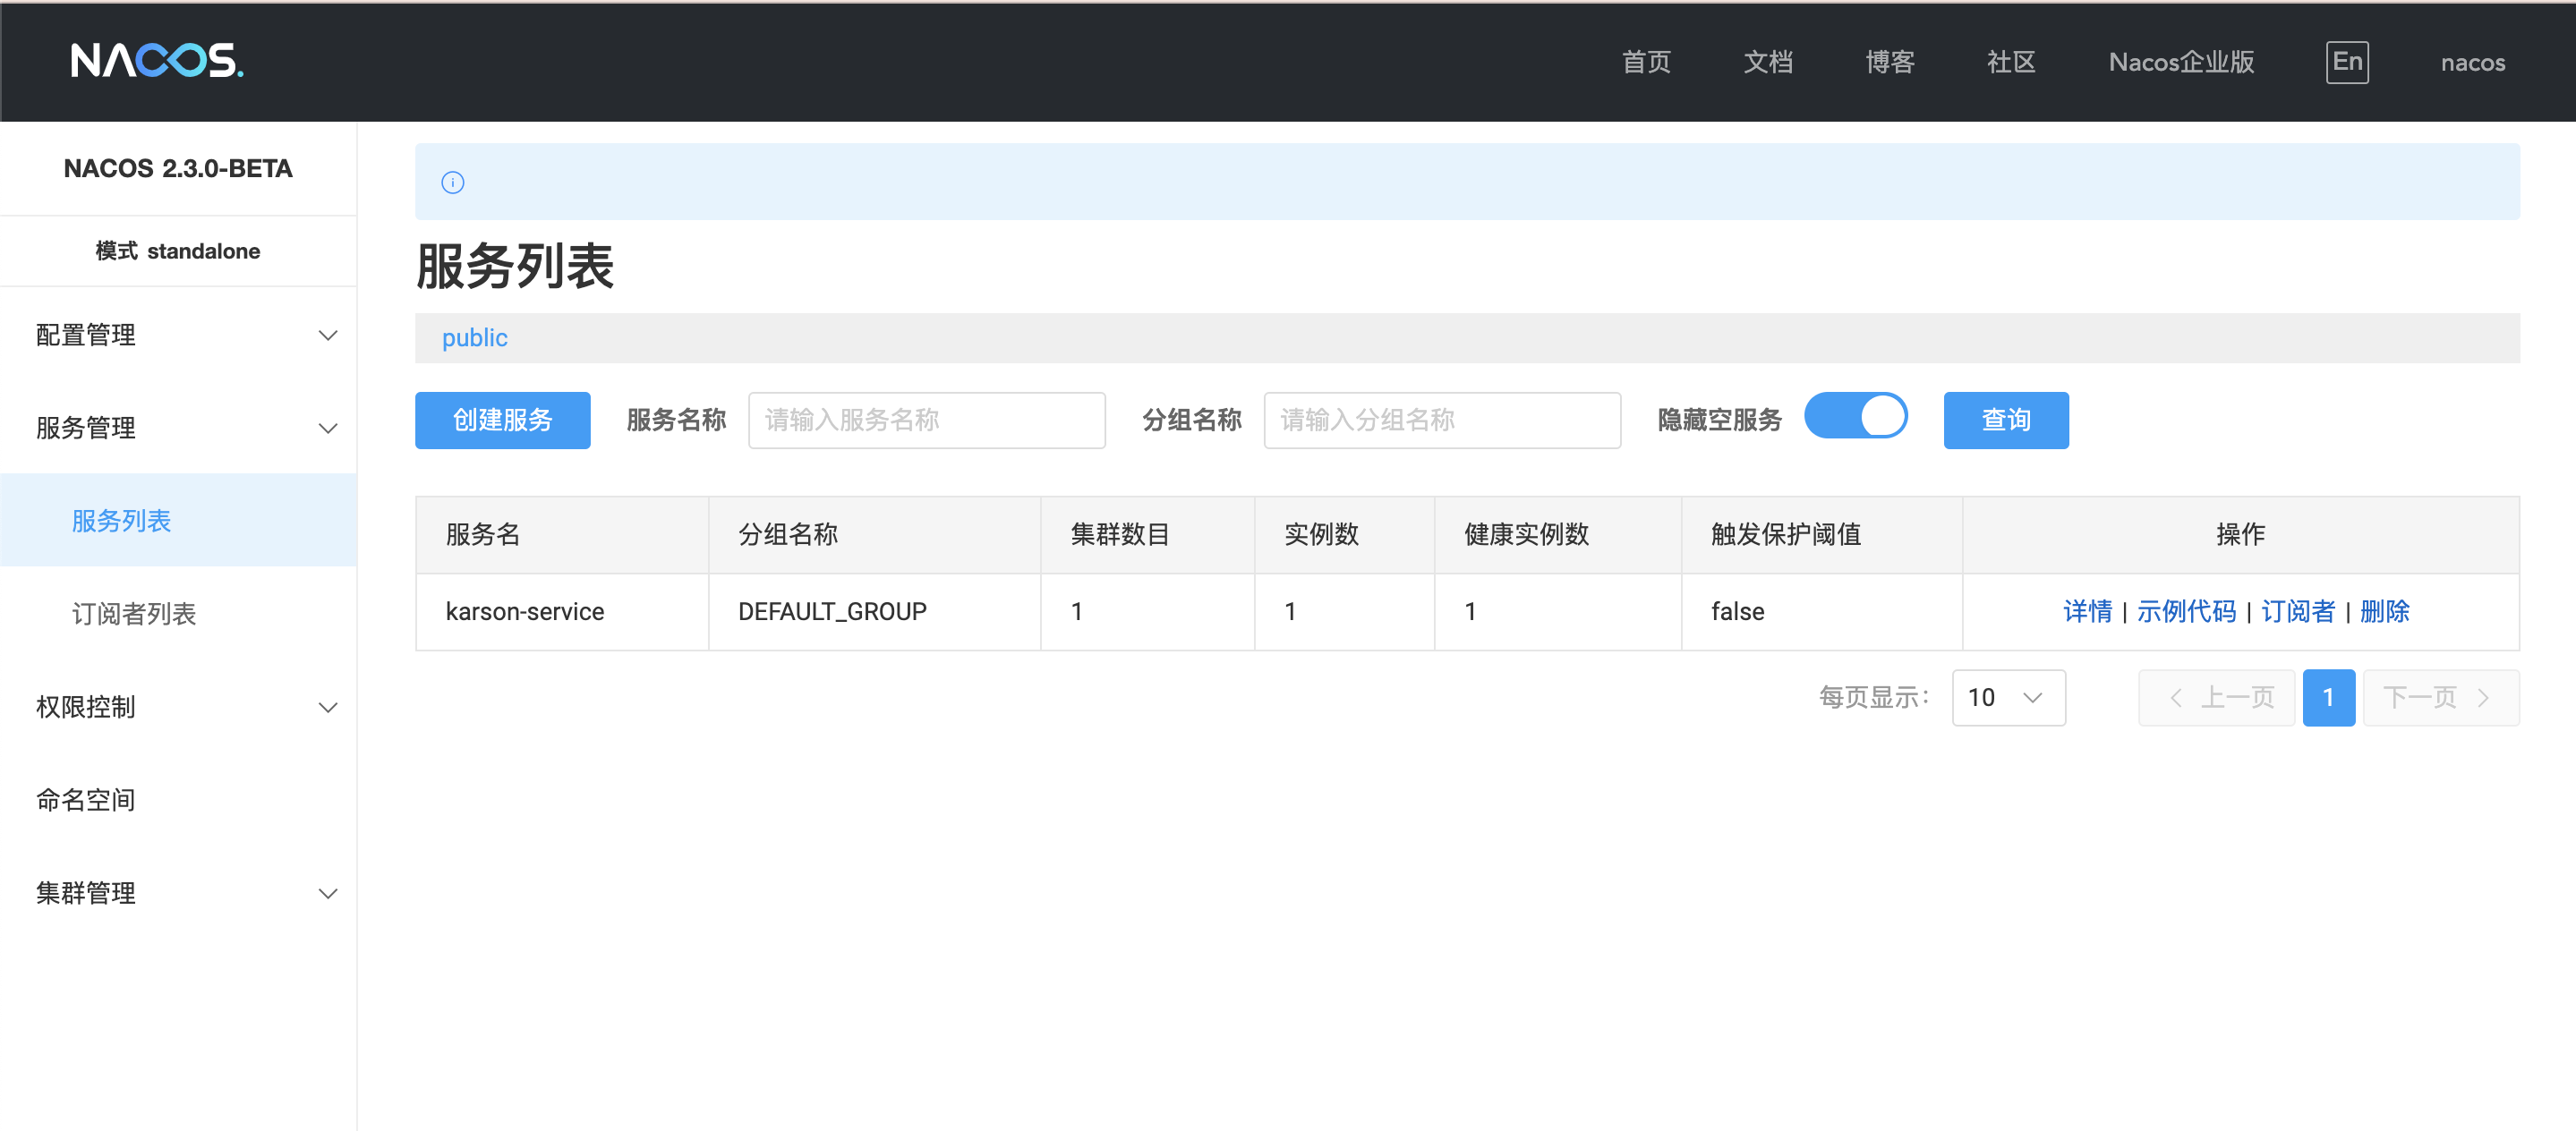 NACOS.
首页 文档 博客 社区 Nacos企业版 En nacos
NACOS 2.3.0-BETA
模式 standalone
配置管理
服务管理
服务列表
订阅者列表
权限控制
命名空间
集群管理
服务列表
public
创建服务 服务名称 请输入服务名称 分组名称 请输入分组名称 隐藏空服务 查询
服务名 分组名称 集群数目 实例数 健康实例数 触发保护阈值 操作
karson-service DEFAULT_GROUP 1 1 1 false 详情 | 示例代码 | 订阅者 | 删除
每页显示: 10 上一页 1 下一页